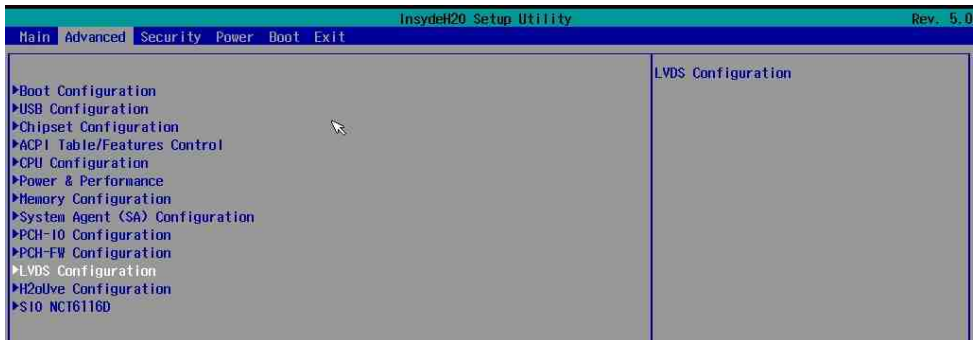 InsydeH20 Setup Utility Rev. 5.0
Main Advanced Security Power Boot Exit
LVDS Configuration
►Boot Configuration
►USB Configuration
►Chipset Configuration
►ACPI Table/Features Control
►CPU Configuration
►Power & Performance
►Memory Configuration
►System Agent (SA) Configuration
►PCH-IO Configuration
►PCH-FW Configuration
►LVDS Configuration
►H2oUve Configuration
►SIO NCT6116D